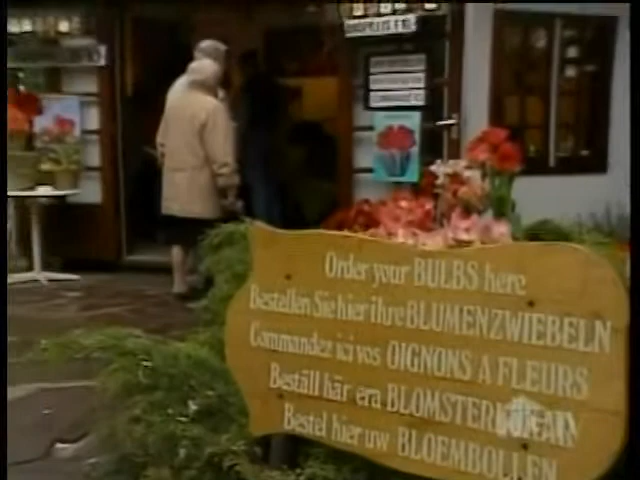 Order your BULBS here
Bestellen Sie hier ihre BLUMENZWIEBELN
Commandez ici vos OIGNONS A FLEURS
Beställ här era
Bestel hier uw BLOEMBOLLEN